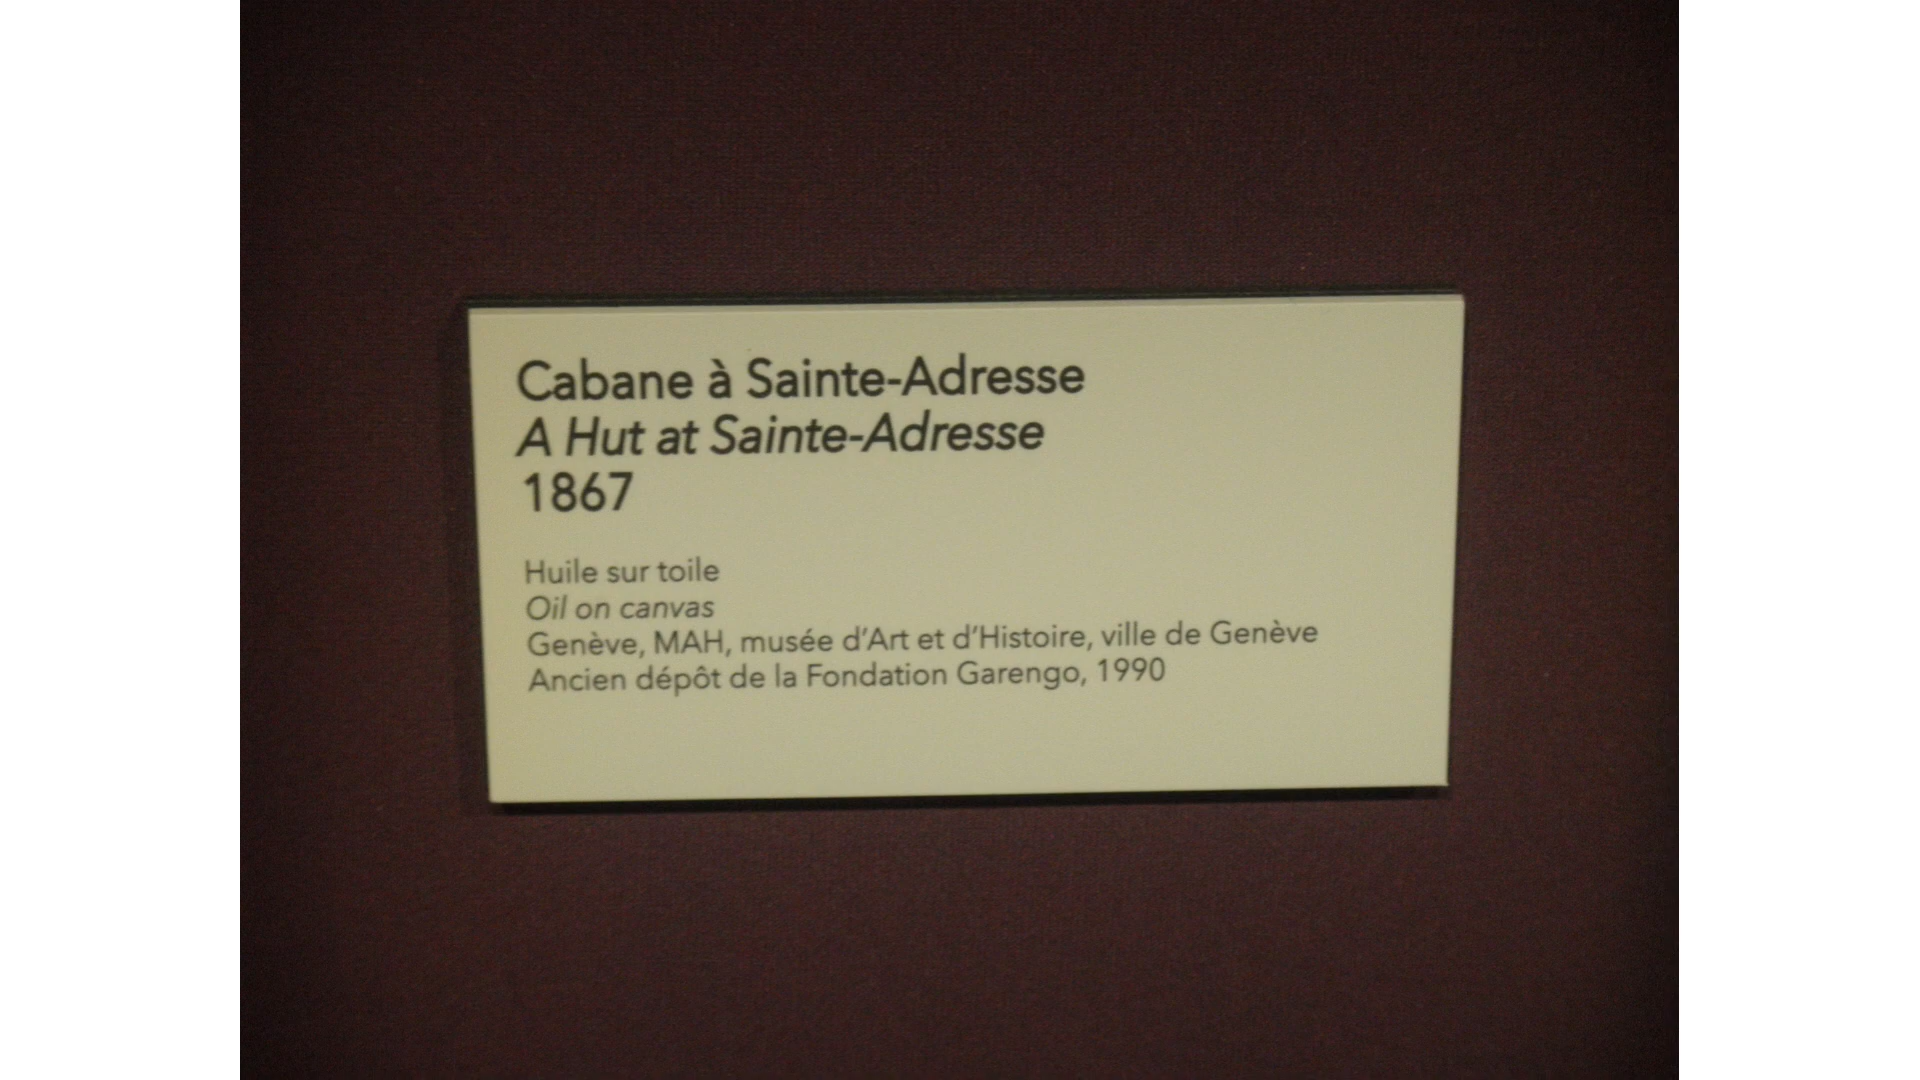 Cabane à Sainte-Adresse
A Hut at Sainte-Adresse
1867
Huile sur toile
Oil on canvas
Genève, MAH, musée d’Art et d’Histoire, ville de Genève
Ancien dépôt de la Fondation Garengo, 1990